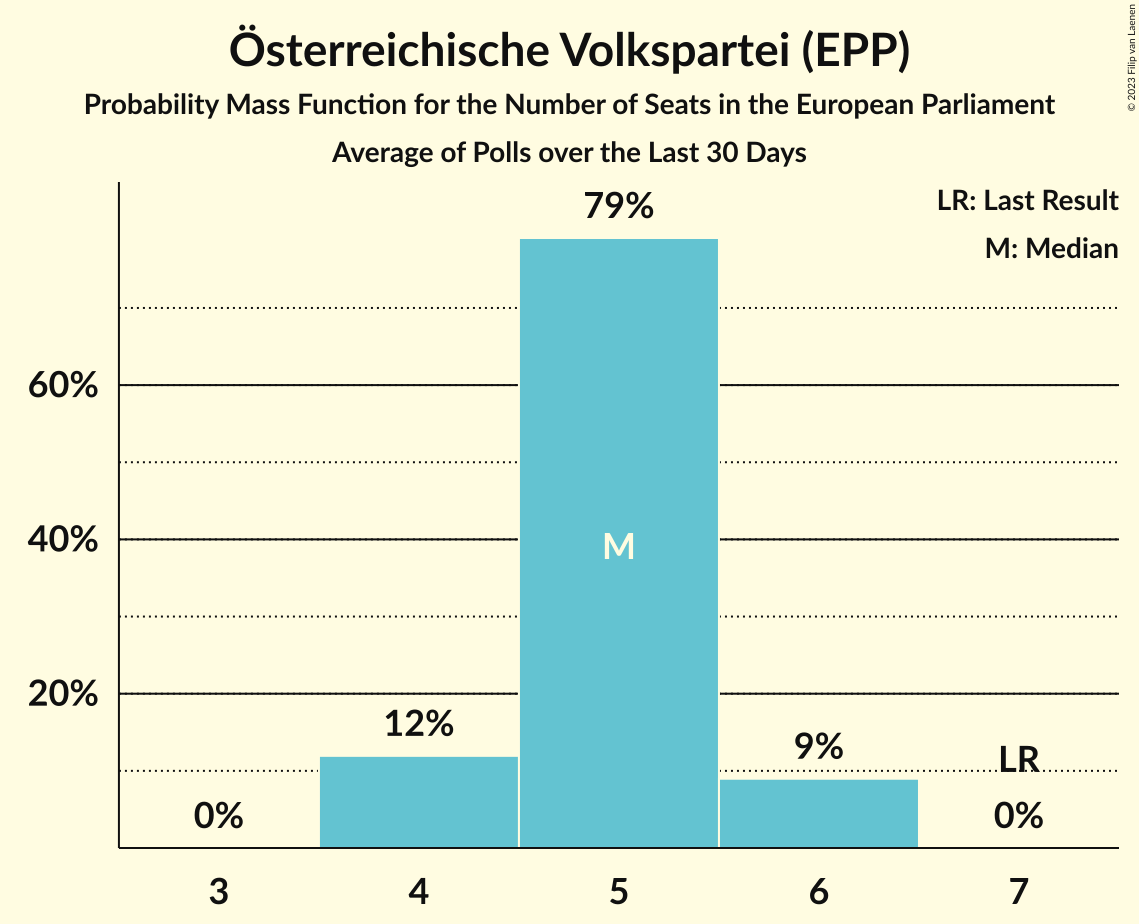 Österreichische Volkspartei (EPP)
Probability Mass Function for the Number of Seats in the European Parliament
Average of Polls over the Last 30 Days
© 2023 Filip van Laenen
LR: Last Result
M: Median
79%
60%
40%
M
20%
12%
9%
LR
0%
0%
3 4 5 6 7